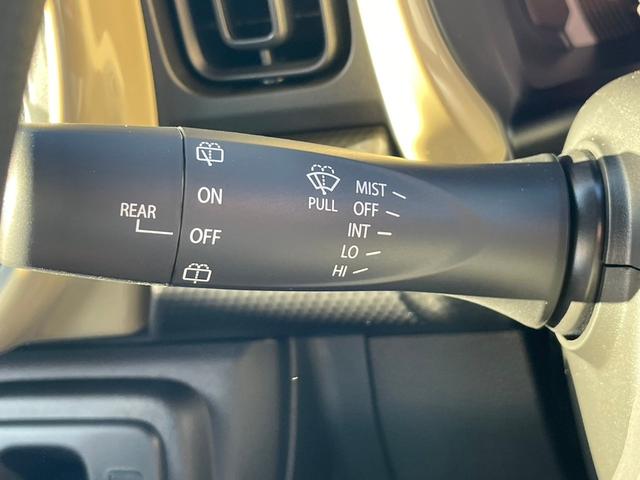 REAR
ON
OFF
PULL
MIST
OFF
INT
LO
HI